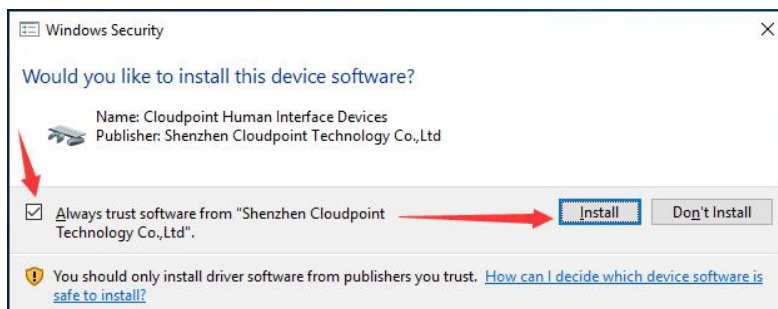 Windows Security
Would you like to install this device software?
Name: Cloudpoint Human Interface Devices
Publisher: Shenzhen Cloudpoint Technology Co.,Ltd
Always trust software from "Shenzhen Cloudpoint
Technology Co.,Ltd".
Install
Don't Install
You should only install driver software from publishers you trust. How can I decide which device software is
safe to install?